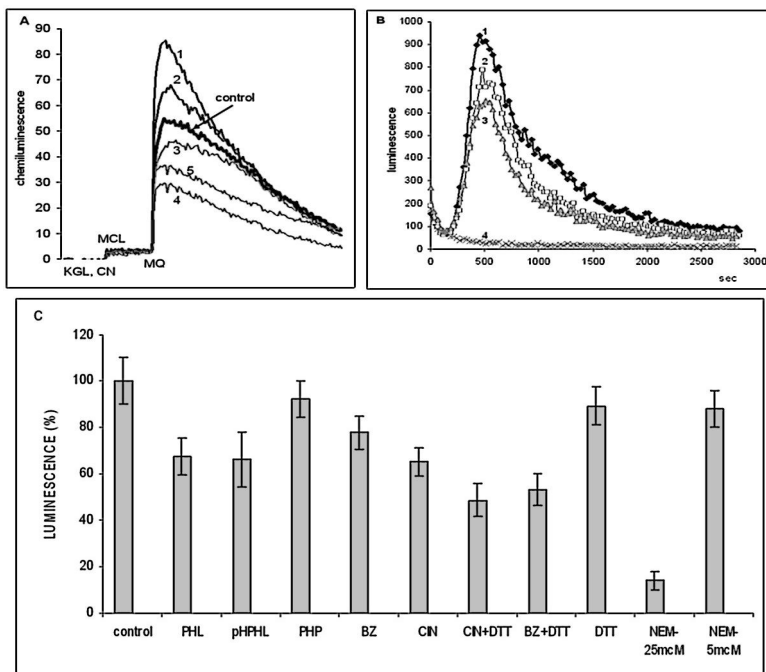 A
chemiluminescence
90
80
70
60
50
40
30
20
10
0
1
2
control
3
5
4
MCL
KGL, CN
MQ
B
luminescence
1000
900
800
700
600
500
400
300
200
100
0
1
2
3
4
0 500 1000 1500 2000 2500 3000
sec
C
LUMINESCENCE (%)
120
100
80
60
40
20
0
control PHL pHPHL PHP BZ CIN CIN+DTT BZ+DTT DTT NEM- NEM-
25mcM 5mcM